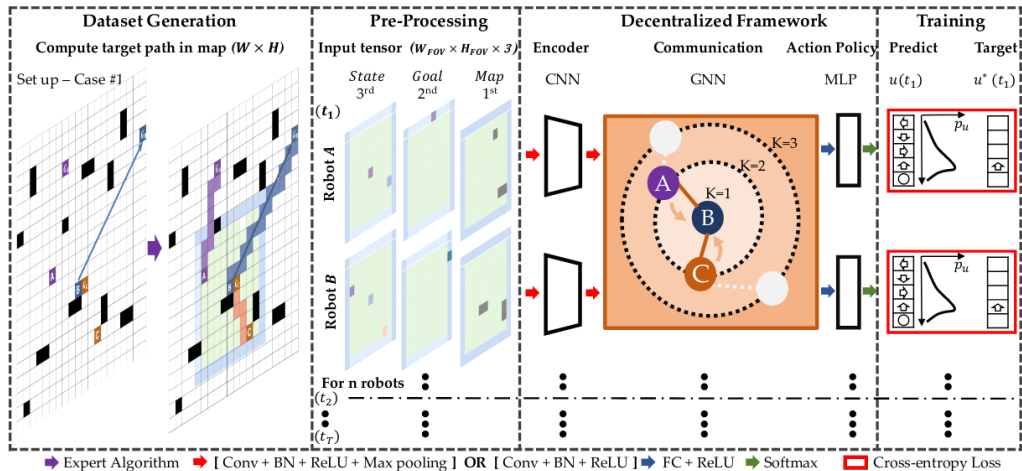 Dataset Generation
Compute target path in map (W × H)
Set up – Case #1
A
B
C
A
B
C
Pre-Processing
Input tensor (W_FOV × H_FOV × 3)
State Goal Map
3rd 2nd 1st
(t1)
Robot A
Robot B
For n robots
(t2)
(tT)
Decentralized Framework
Encoder Communication Action Policy
CNN GNN MLP
K=3
K=2
K=1
A
B
C
Training
Predict Target
u(t1) u*(t1)
pu
pu
Expert Algorithm [ Conv + BN + ReLU + Max pooling ] OR [ Conv + BN + ReLU ] FC + ReLU Softmax Cross-entropy Loss